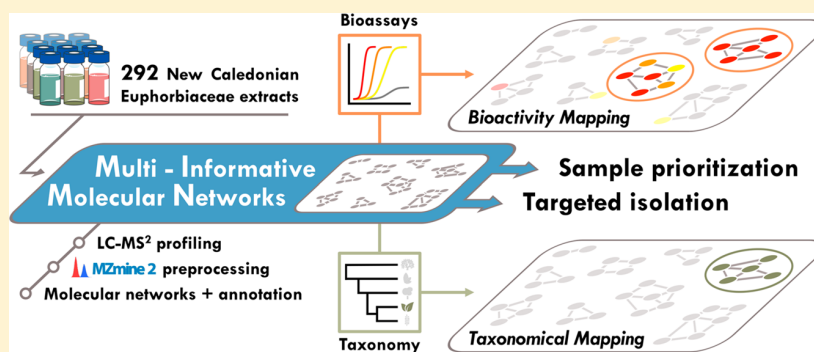 292 New Caledonian
Euphorbiaceae extracts
Bioassays
Bioactivity Mapping
Multi - Informative
Molecular Networks
Sample prioritization
Targeted isolation
LC-MS² profiling
MZmine 2 preprocessing
Molecular networks + annotation
Taxonomy
Taxonomical Mapping